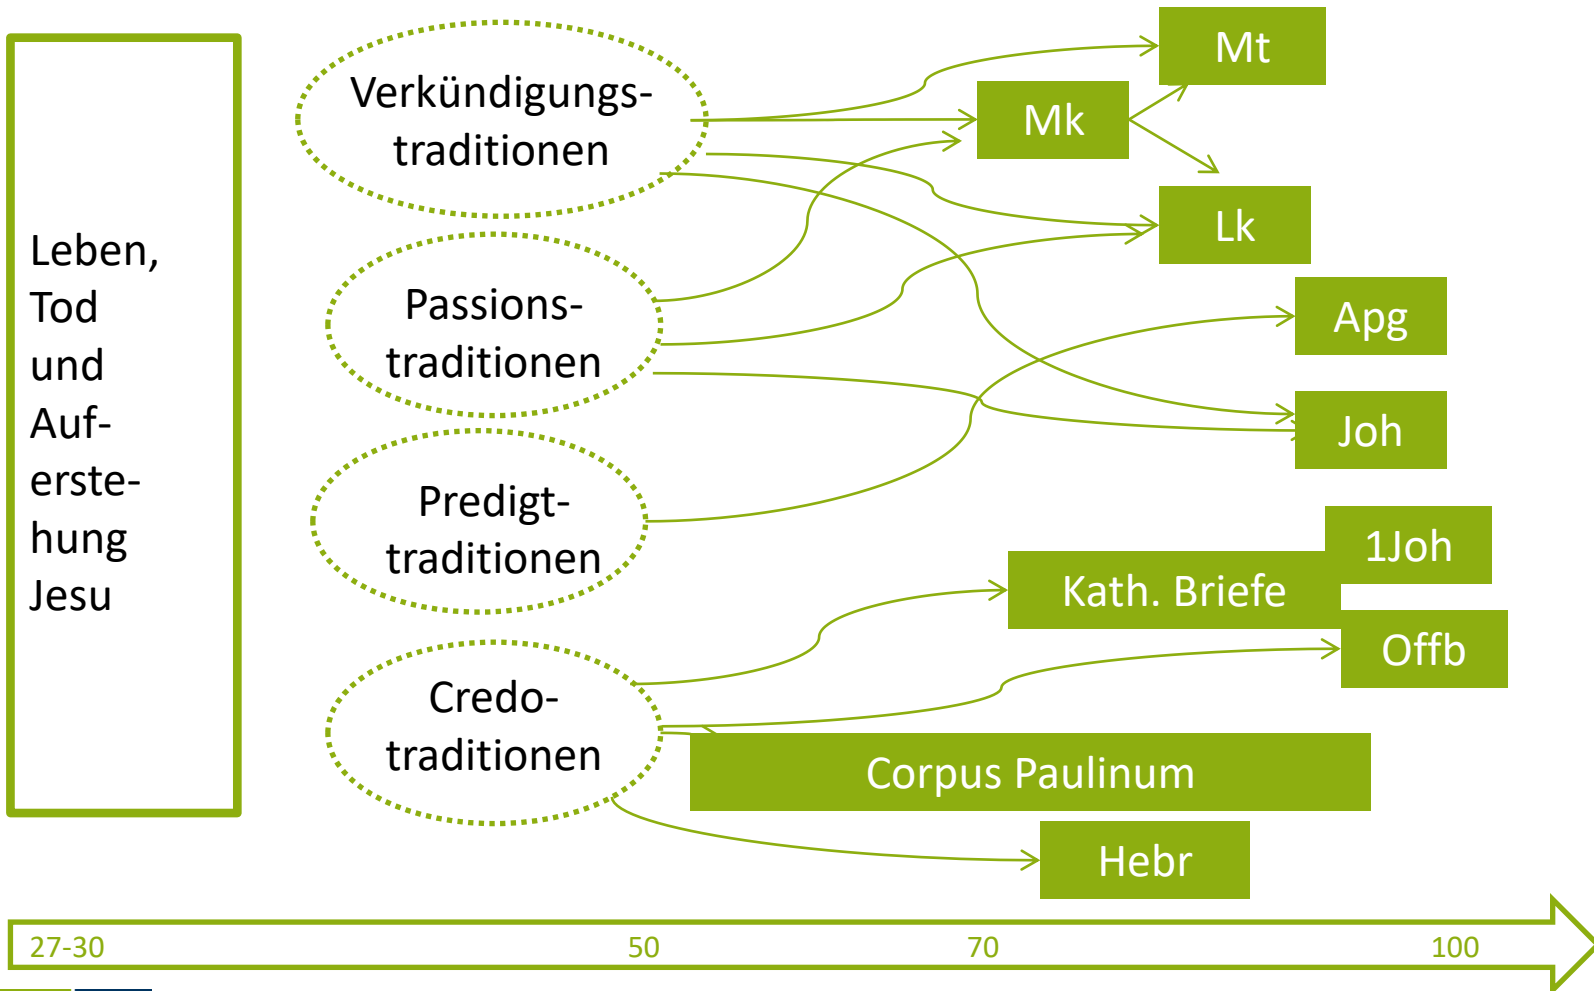 Leben,
Tod
und
Auf-
erste-
hung
Jesu
Verkündigungs-
traditionen
Passions-
traditionen
Predigt-
traditionen
Credo-
traditionen
Mt
Mk
Lk
Apg
Joh
1Joh
Kath. Briefe
Offb
Corpus Paulinum
Hebr
27-30 50 70 100